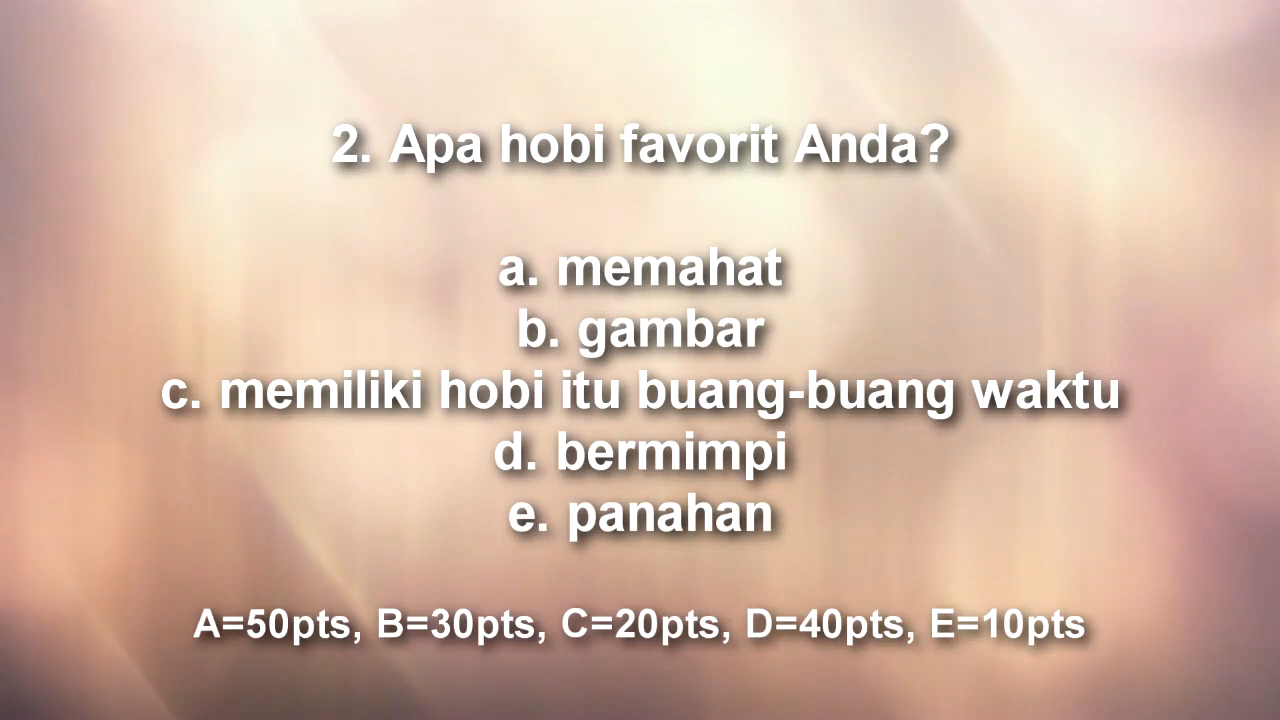 2. Apa hobi favorit Anda?
a. memahat
b. gambar
c. memiliki hobi itu buang-buang waktu
d. bermimpi
e. panahan
A=50pts, B=30pts, C=20pts, D=40pts, E=10pts